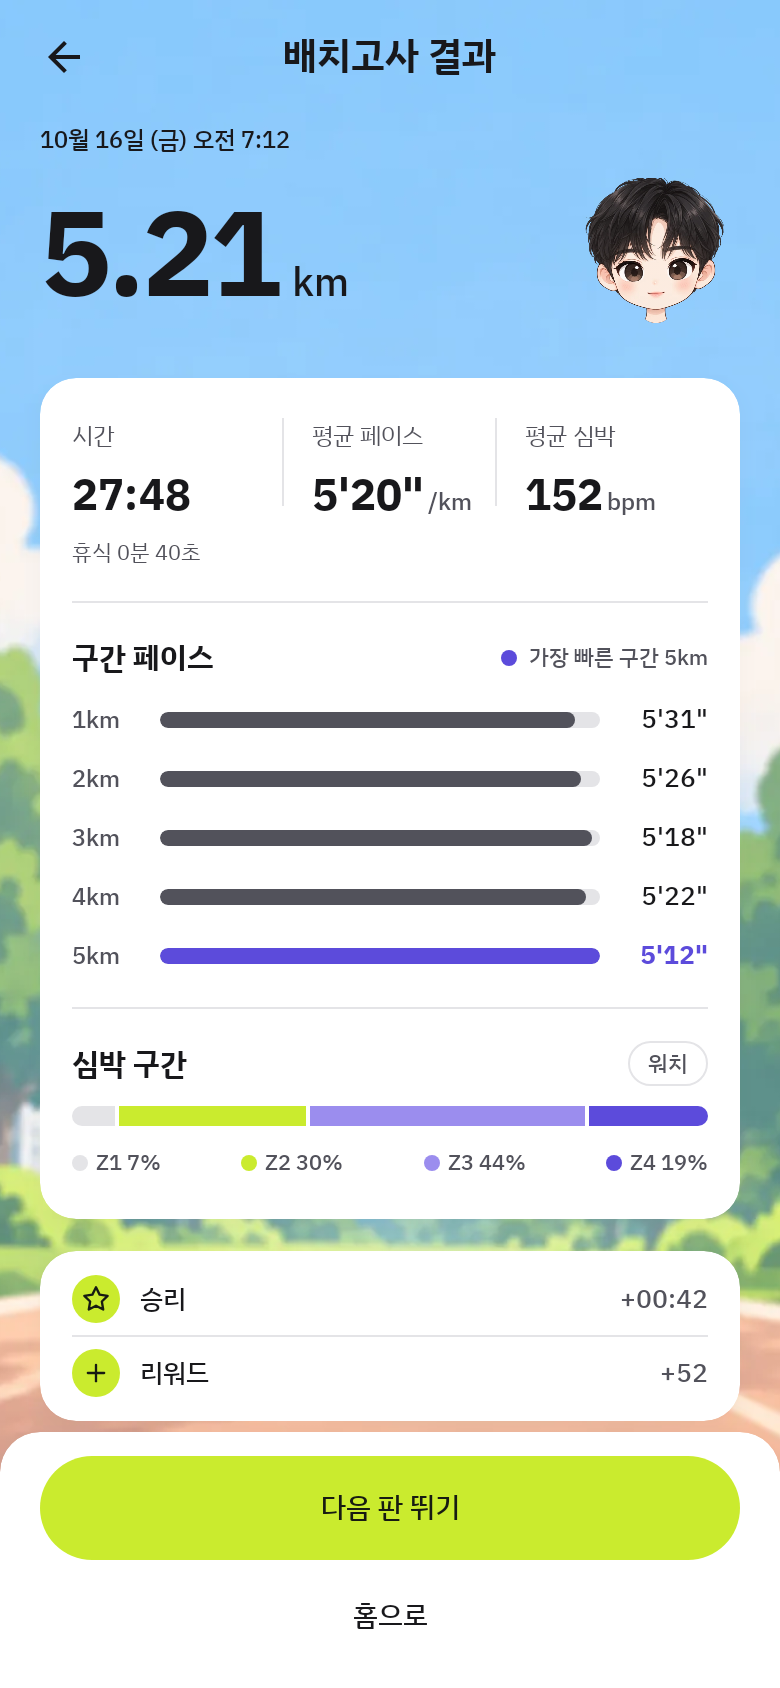 배치고사 결과
10월 16일 (금) 오전 7:12
5.21 km
시간 평균 페이스 평균 심박
27:48 5'20" /km 152 bpm
휴식 0분 40초
구간 페이스 가장 빠른 구간 5km
1km 5'31"
2km 5'26"
3km 5'18"
4km 5'22"
5km 5'12"
심박 구간 워치
Z1 7% Z2 30% Z3 44% Z4 19%
승리 +00:42
리워드 +52
다음 판 뛰기
홈으로